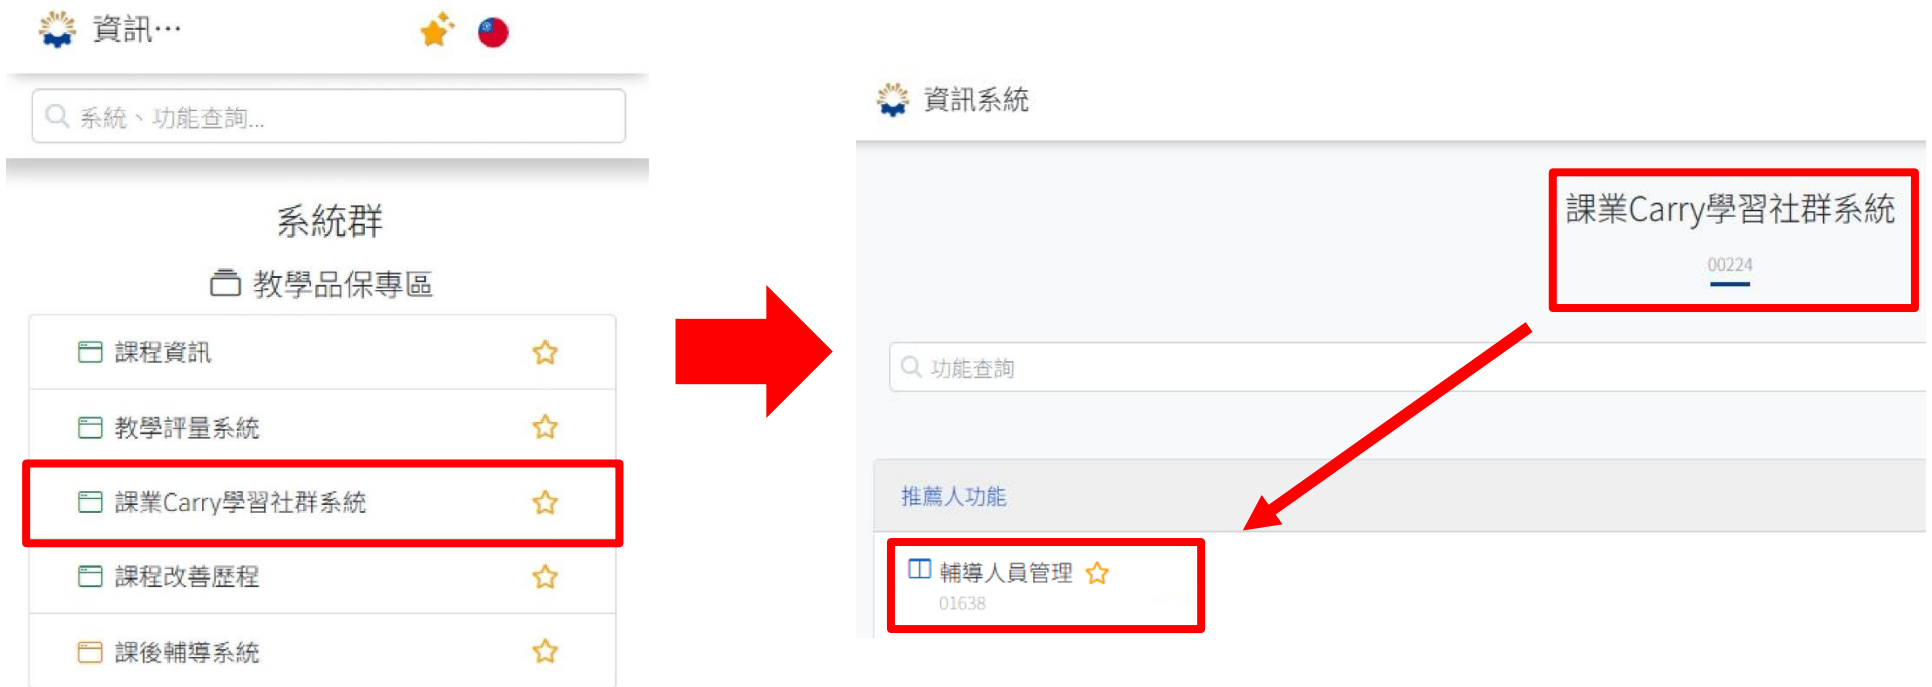 資訊…
系統、功能查詢...
系統群
教學品保專區
課程資訊
教學評量系統
課業Carry學習社群系統
課程改善歷程
課後輔導系統
資訊系統
課業Carry學習社群系統
00224
功能查詢
推薦人功能
輔導人員管理
01638